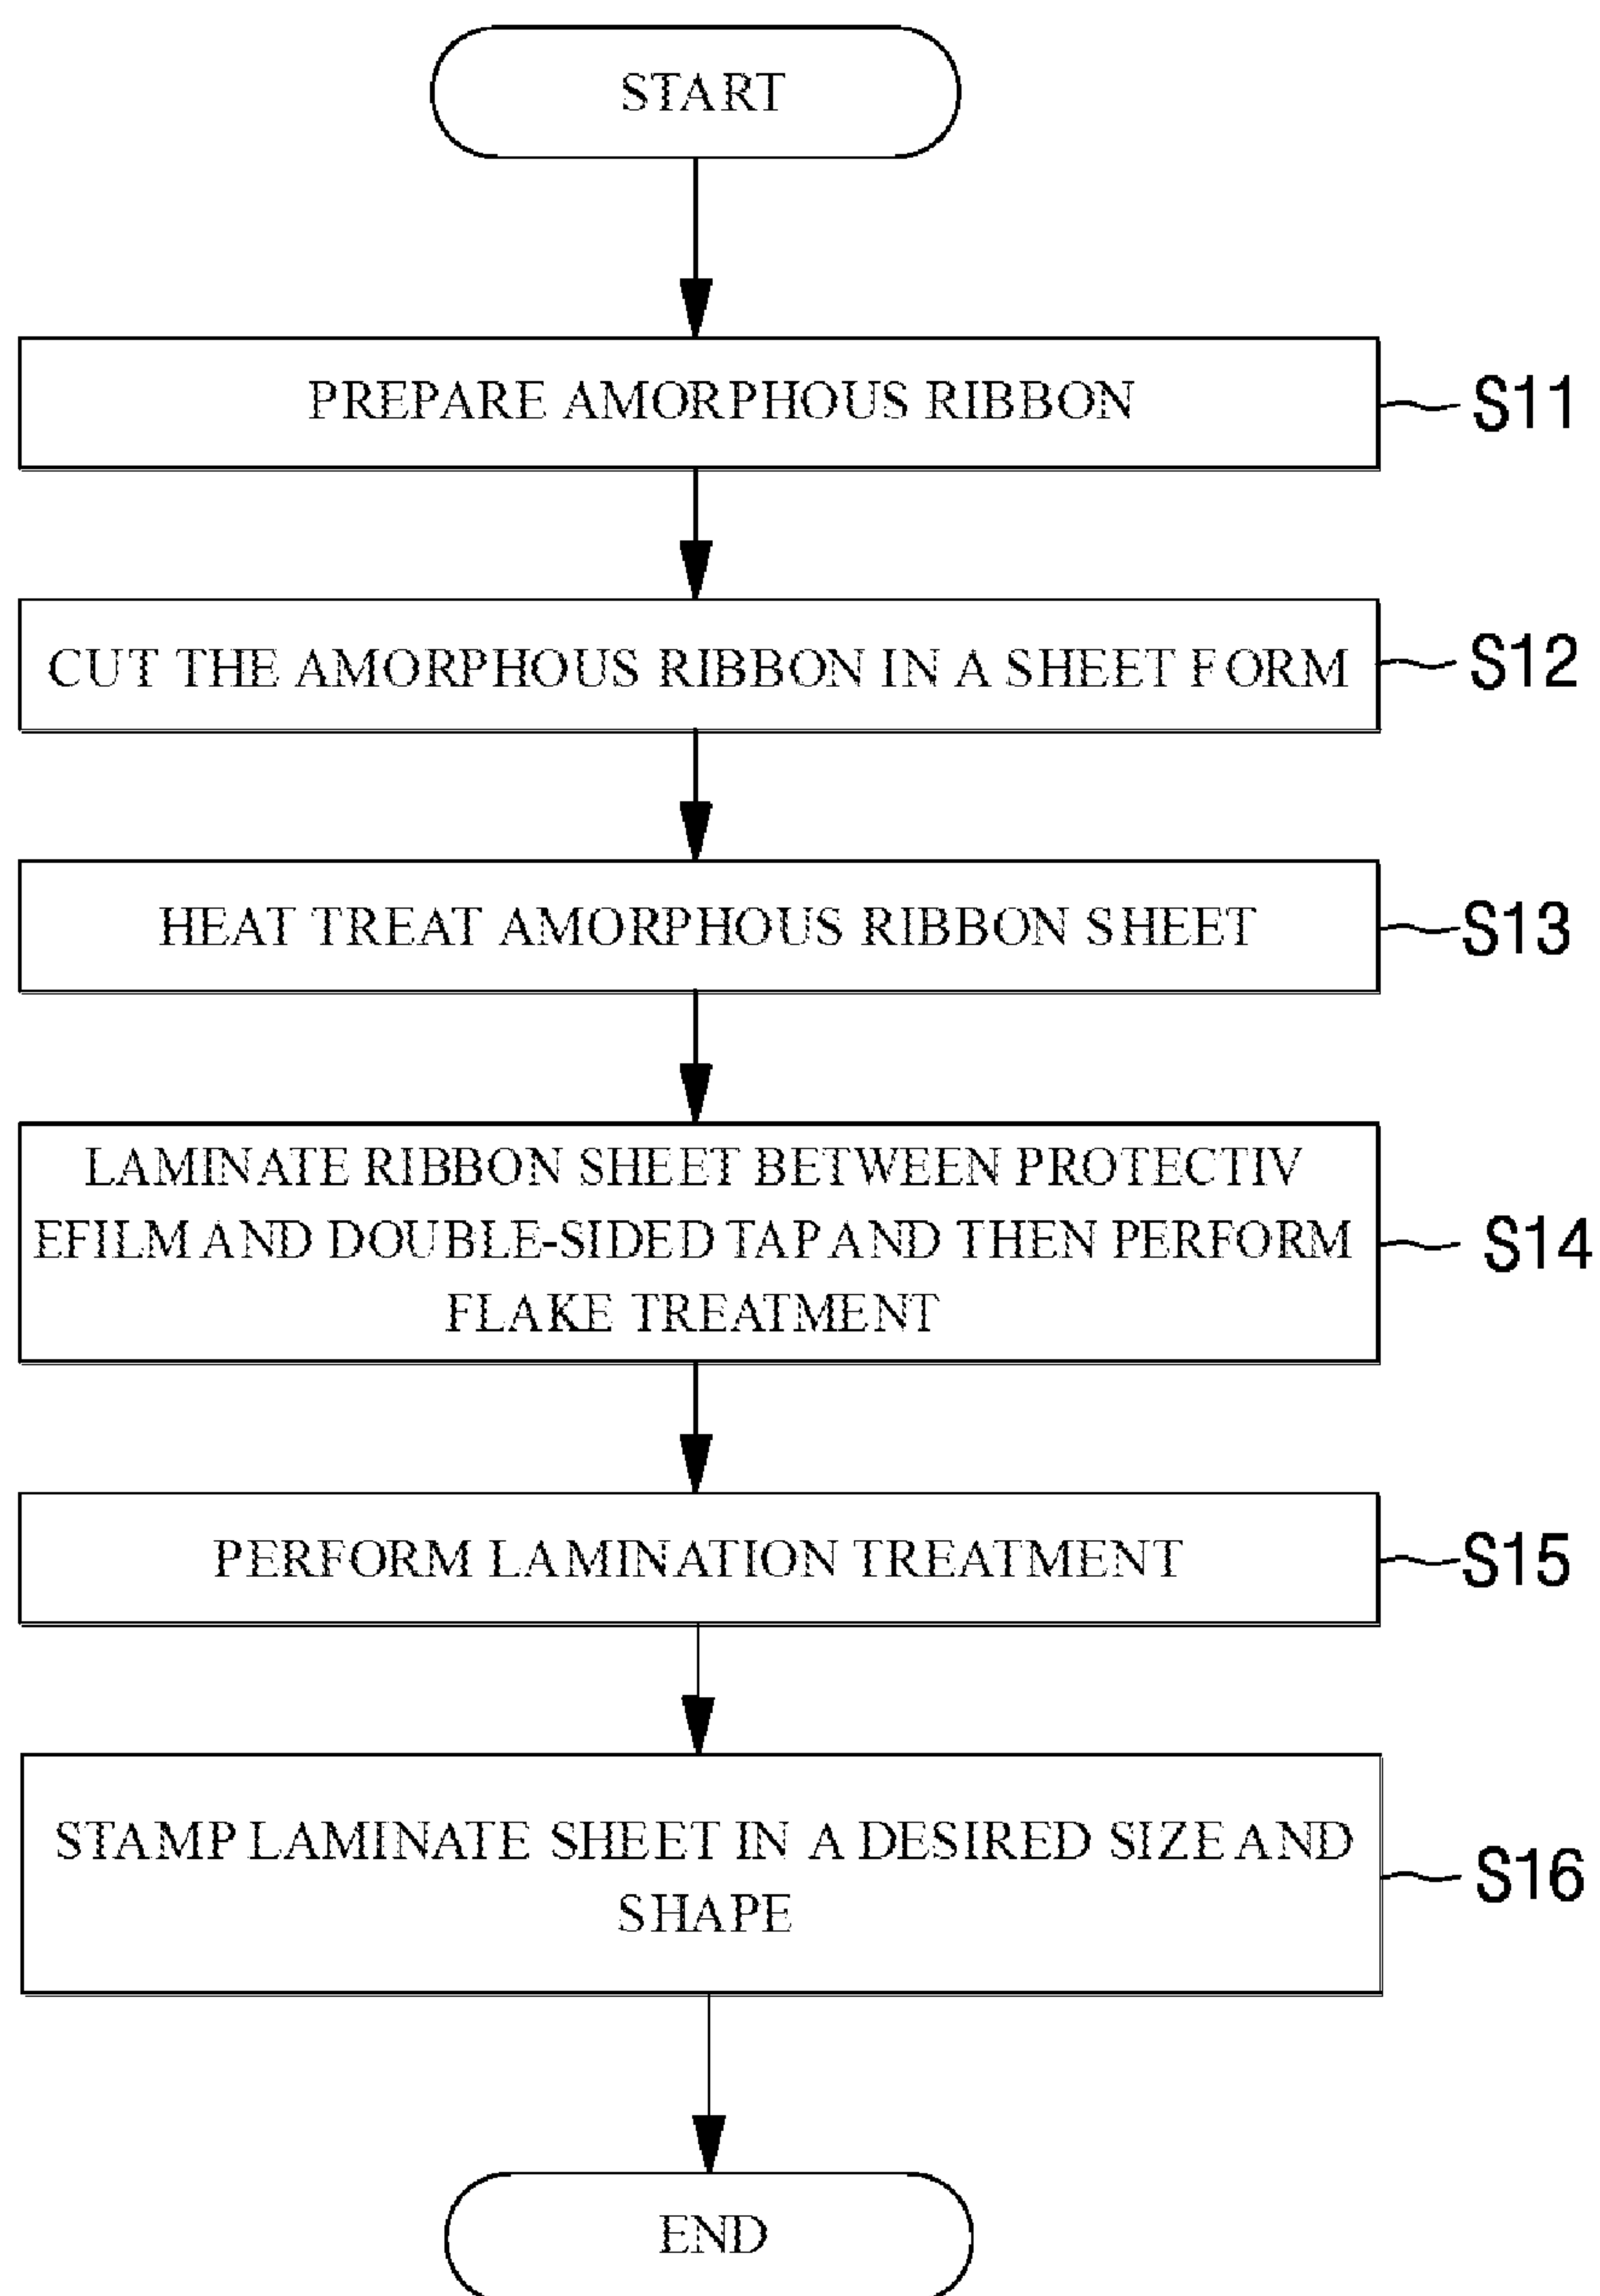 START
PREPARE AMORPHOUS RIBBON
S11
CUT THE AMORPHOUS RIBBON IN A SHEET FORM
S12
HEAT TREAT AMORPHOUS RIBBON SHEET
S13
LAMINATE RIBBON SHEET BETWEEN PROTECTIV
EFILM AND DOUBLE-SIDED TAP AND THEN PERFORM
FLAKE TREATMENT
S14
PERFORM LAMINATION TREATMENT
S15
STAMP LAMINATE SHEET IN A DESIRED SIZE AND
SHAPE
S16
END